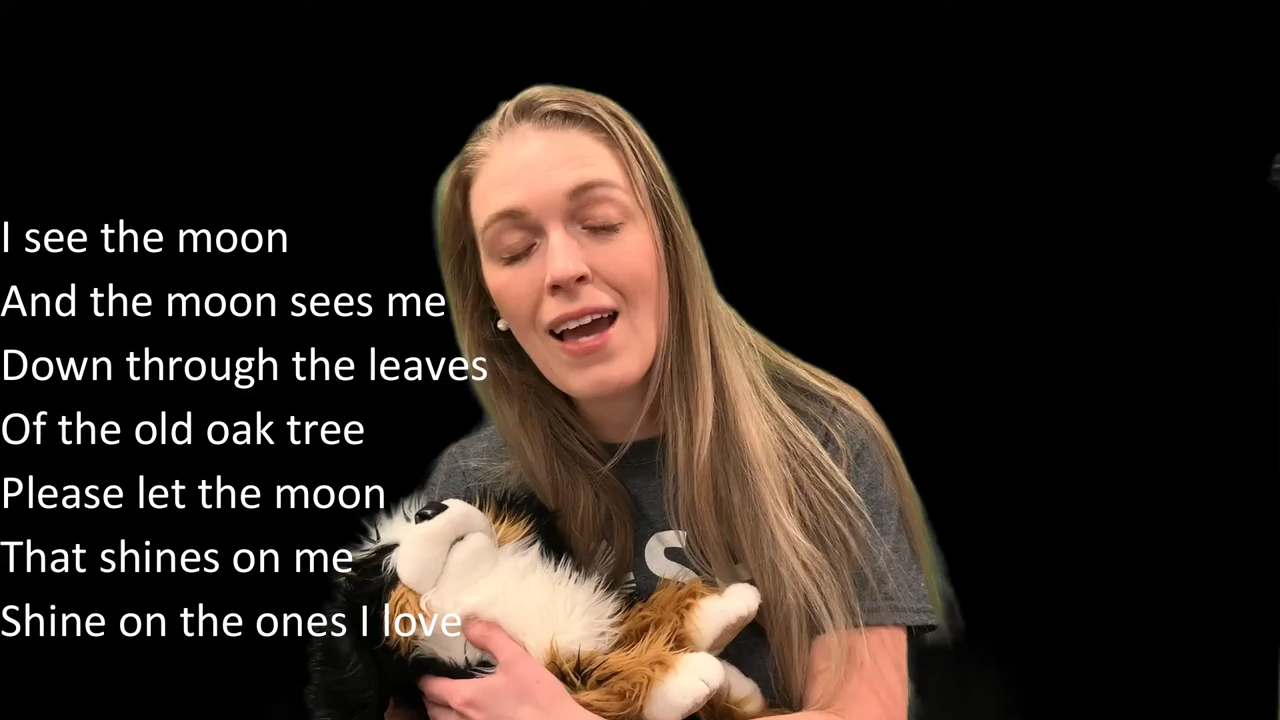 I see the moon
And the moon sees me
Down through the leaves
Of the old oak tree
Please let the moon
That shines on me
Shine on the ones I love